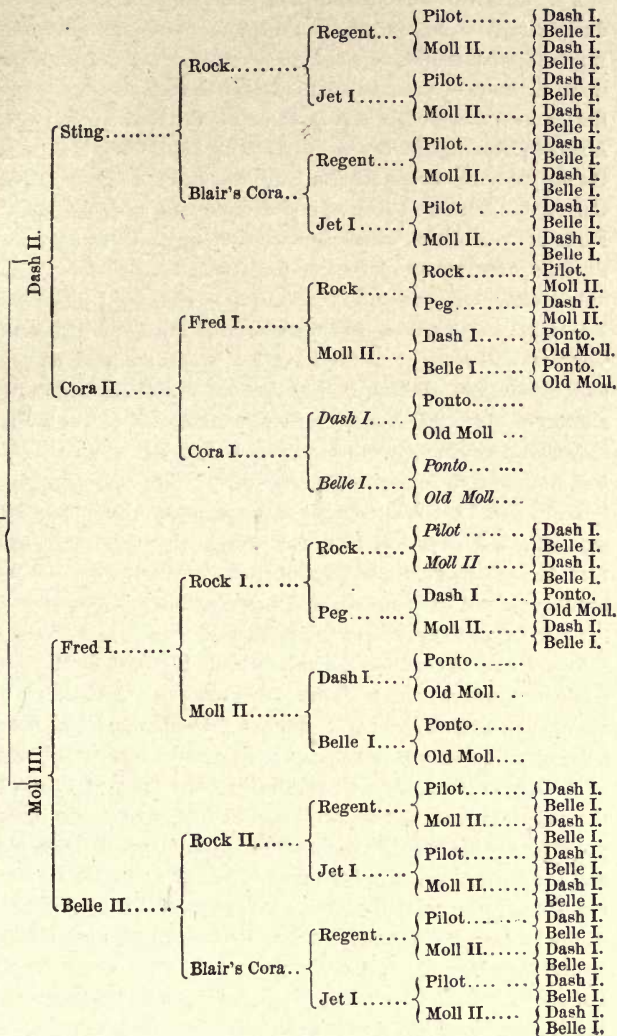 Pilot....... Dash I.
Regent... Belle I.
Moll II...... Dash I.
Rock......... Belle I.
Pilot........ Dash I.
Jet I ...... Belle I.
Moll II...... Dash I.
Belle I.
Sting.........
Pilot........ Dash I.
Regent.... Belle I.
Moll II...... Dash I.
Blair's Cora.. Belle I.
Pilot . .... Dash I.
Jet I ..... Belle I.
Moll II...... Dash I.
Belle I.
Dash II.
Rock........ Pilot.
Rock...... Moll II.
Peg ........ Dash I.
Fred I........ Moll II.
Dash I...... Ponto.
Moll II.... Old Moll.
Belle I...... Ponto.
Old Moll.
Cora II.......
Ponto.......
Dash I.....
Old Moll ...
Cora I.......
Ponto... ....
Belle I.....
Old Moll....
Pilot ..... .. Dash I.
Rock...... Belle I.
Moll II ..... Dash I.
Rock I... ... Belle I.
Dash I .... Ponto.
Peg... .... Old Moll.
Moll II...... Dash I.
Belle I.
Fred I........
Ponto.......
Dash I....
Old Moll. .
Moll II.......
Ponto.......
Belle I....
Old Moll....
Moll III.
Pilot........ Dash I.
Regent.... Belle I.
Moll II...... Dash I.
Rock II...... Belle I.
Pilot........ Dash I.
Jet I ...... Belle I.
Moll II...... Dash I.
Belle I.
Belle II......
Pilot........ Dash I.
Regent.... Belle I.
Moll II...... Dash I.
Blair's Cora.. Belle I.
Pilot.... ... Dash I.
Jet I ...... Belle I.
Moll II..... Dash I.
Belle I.